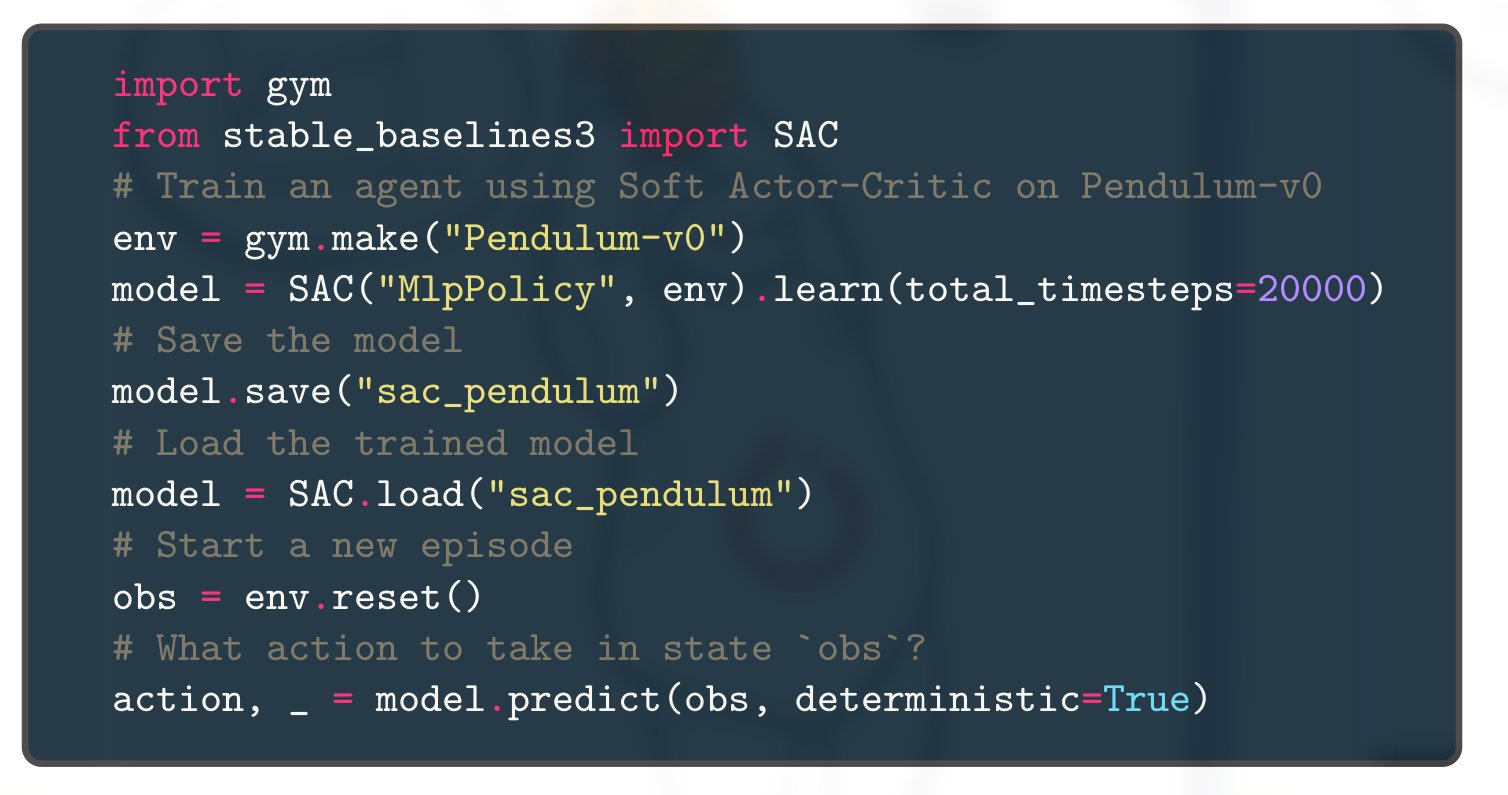 import gym
from stable_baselines3 import SAC
# Train an agent using Soft Actor-Critic on Pendulum-v0
env = gym.make("Pendulum-v0")
model = SAC("MlpPolicy", env).learn(total_timesteps=20000)
# Save the model
model.save("sac_pendulum")
# Load the trained model
model = SAC.load("sac_pendulum")
# Start a new episode
obs = env.reset()
# What action to take in state `obs`?
action, _ = model.predict(obs, deterministic=True)